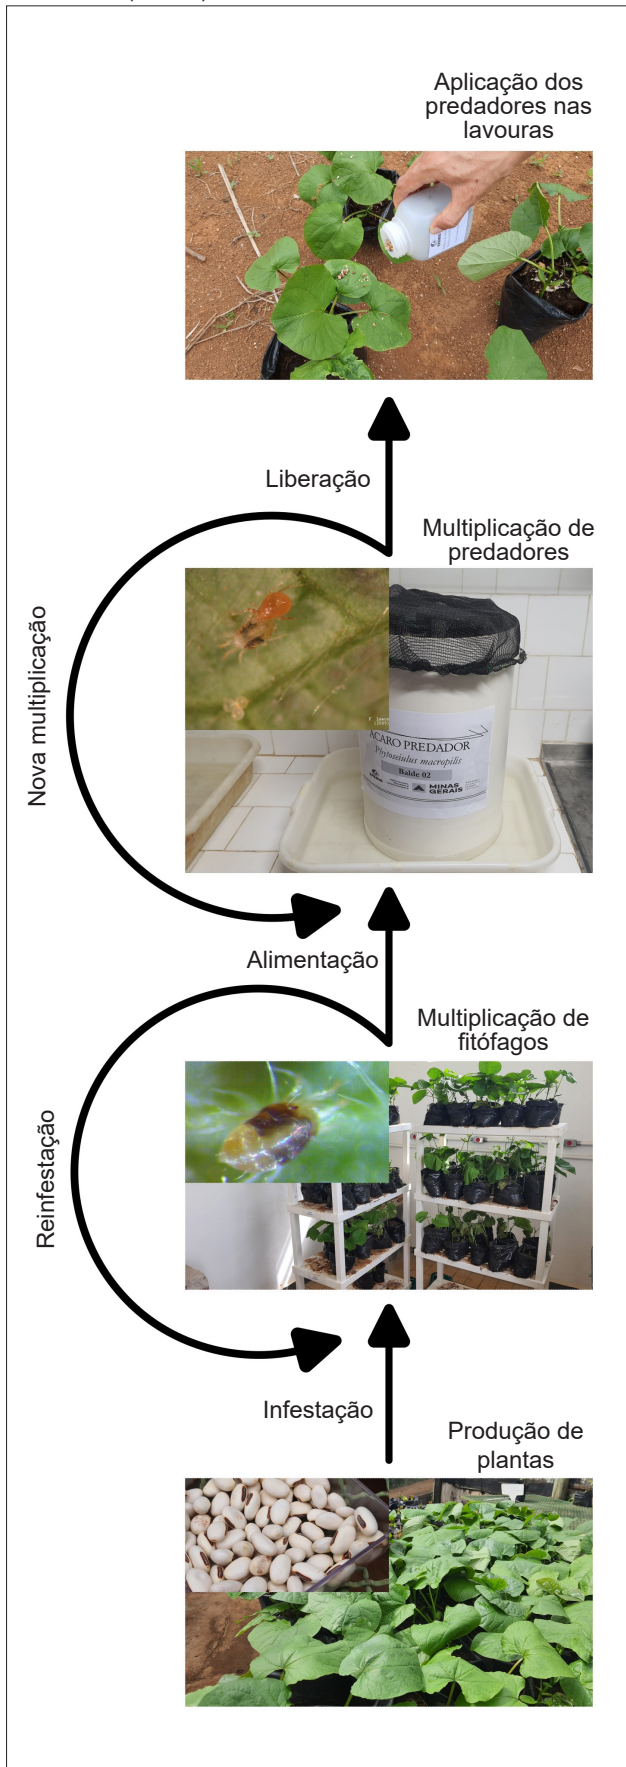 Aplicação dos
predadores nas
lavouras
Liberação
Multiplicação de
predadores
Nova multiplicação
ÁCARO PREDADOR
Phytoseiulus macropilis
Balde 02
MINAS
GERAIS
Alimentação
Multiplicação de
fitófagos
Reinfestação
Infestação
Produção de
plantas